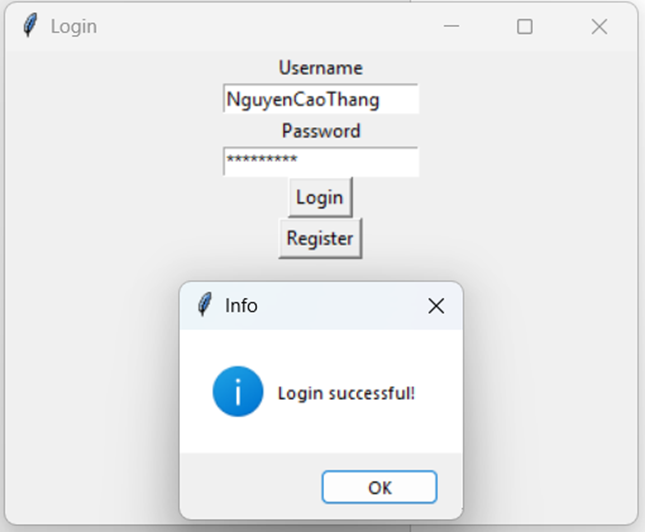 Login
Username
NguyenCaoThang
Password
*********
Login
Register
Info
Login successful!
OK